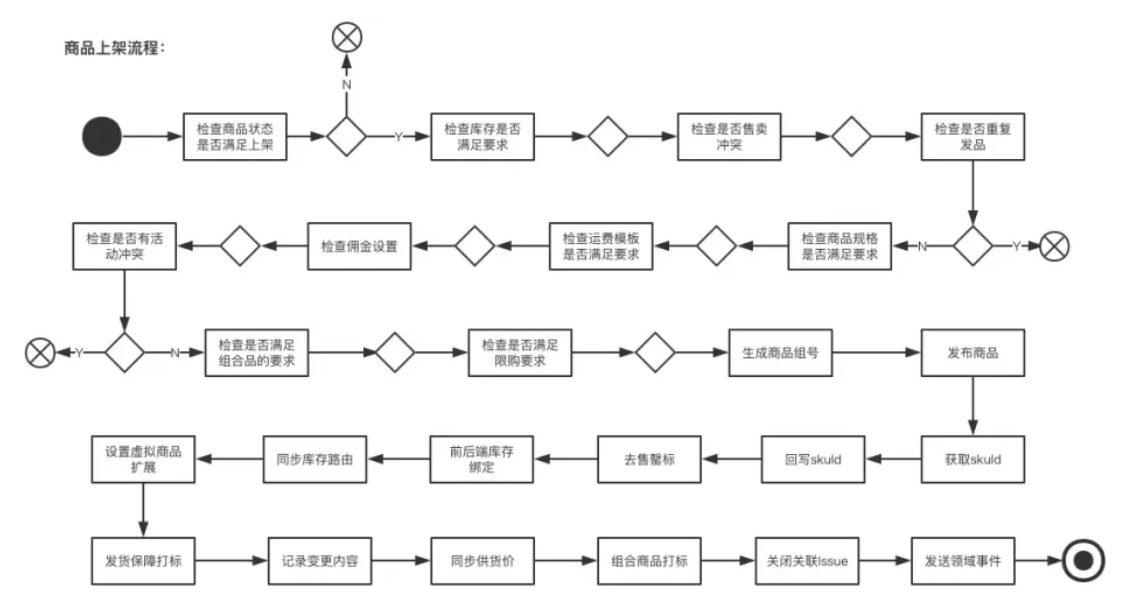 商品上架流程：
N
检查商品状态
是否满足上架
Y
检查库存是否
满足要求
检查是否售卖
冲突
检查是否重复
发品
检查是否有活
动冲突
检查佣金设置
检查运费模板
是否满足要求
检查商品规格
是否满足要求
N
Y
Y
N
检查是否满足
组合品的要求
检查是否满足
限购要求
生成商品组号
发布商品
设置虚拟商品
扩展
同步库存路由
前后端库存
绑定
去售罄标
回写skuId
获取skuId
发货保障打标
记录变更内容
同步供货价
组合商品打标
关闭关联Issue
发送领域事件